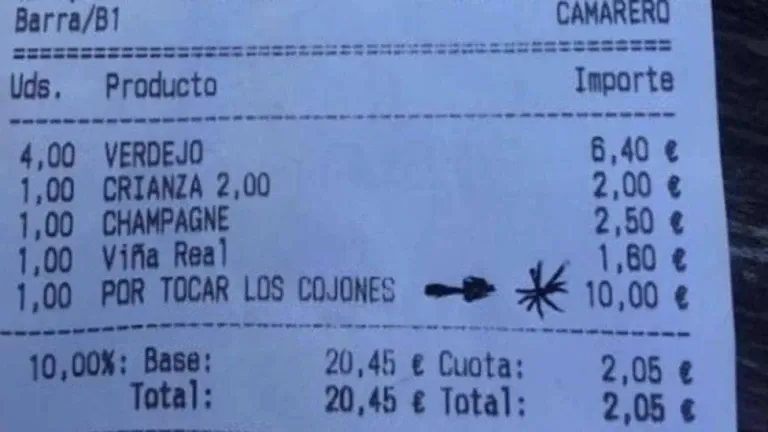 Barra/B1 CAMARERO
Uds. Producto Importe
4,00 VERDEJO 6,40 €
1,00 CRIANZA 2,00 2,00 €
1,00 CHAMPAGNE 2,50 €
1,00 Viña Real 1,60 €
1,00 POR TOCAR LOS COJONES 10,00 €
10,00%: Base: 20,45 € Cuota: 2,05 €
Total: 20,45 € Total: 2,05 €